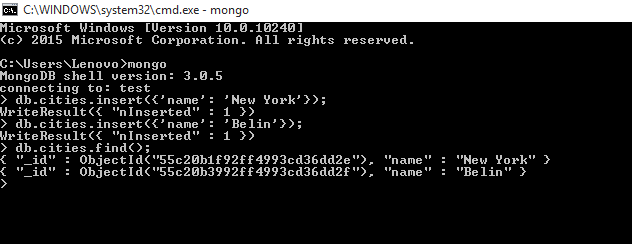 C:\WINDOWS\system32\cmd.exe - mongo
Microsoft Windows [Version 10.0.10240]
(c) 2015 Microsoft Corporation. All rights reserved.
C:\Users\Lenovo>mongo
MongoDB shell version: 3.0.5
connecting to: test
> db.cities.insert({'name': 'New York'});
WriteResult({ "nInserted" : 1 })
> db.cities.insert({'name': 'Belin'});
WriteResult({ "nInserted" : 1 })
> db.cities.find();
{ "_id" : ObjectId("55c20b1f92ff4993cd36dd2e"), "name" : "New York" }
{ "_id" : ObjectId("55c20b3992ff4993cd36dd2f"), "name" : "Belin" }
>